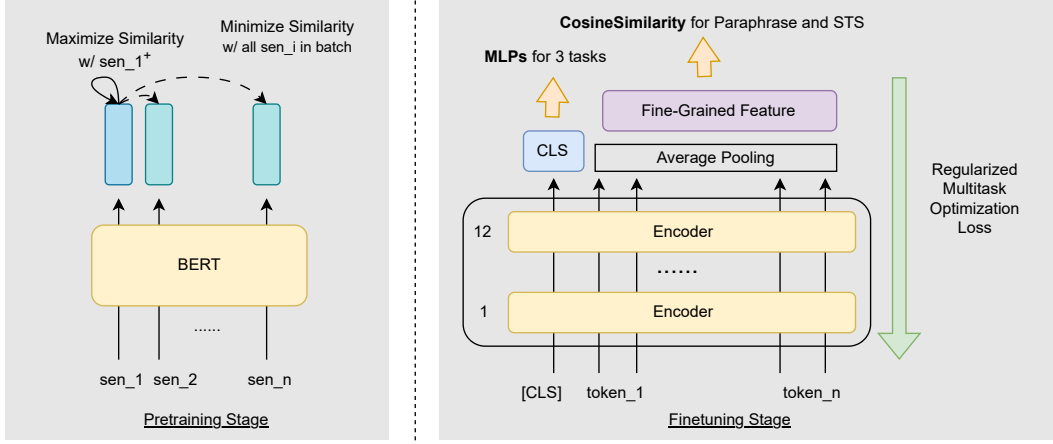 Maximize Similarity
w/ sen_1+
Minimize Similarity
w/ all sen_i in batch
BERT
......
sen_1
sen_2
sen_n
Pretraining Stage
CosineSimilarity for Paraphrase and STS
MLPs for 3 tasks
Fine-Grained Feature
CLS
Average Pooling
12
Encoder
......
1
Encoder
[CLS]
token_1
token_n
Finetuning Stage
Regularized
Multitask
Optimization
Loss